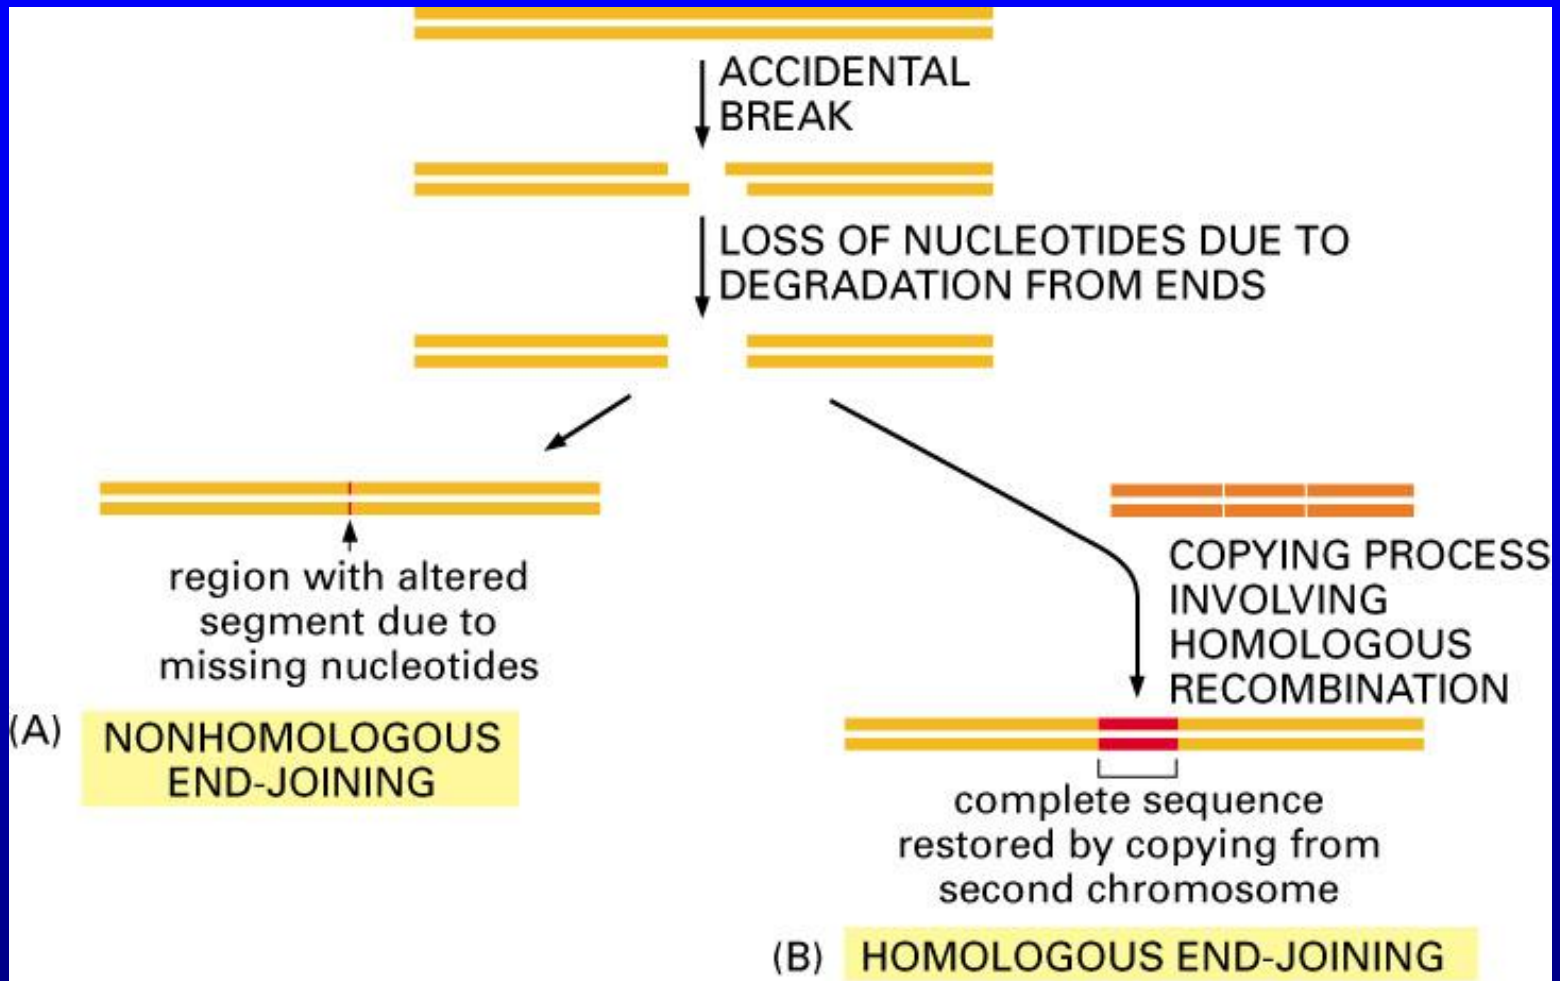 ACCIDENTAL
BREAK
LOSS OF NUCLEOTIDES DUE TO
DEGRADATION FROM ENDS
region with altered
segment due to
missing nucleotides
(A) NONHOMOLOGOUS
END-JOINING
COPYING PROCESS
INVOLVING
HOMOLOGOUS
RECOMBINATION
complete sequence
restored by copying from
second chromosome
(B) HOMOLOGOUS END-JOINING